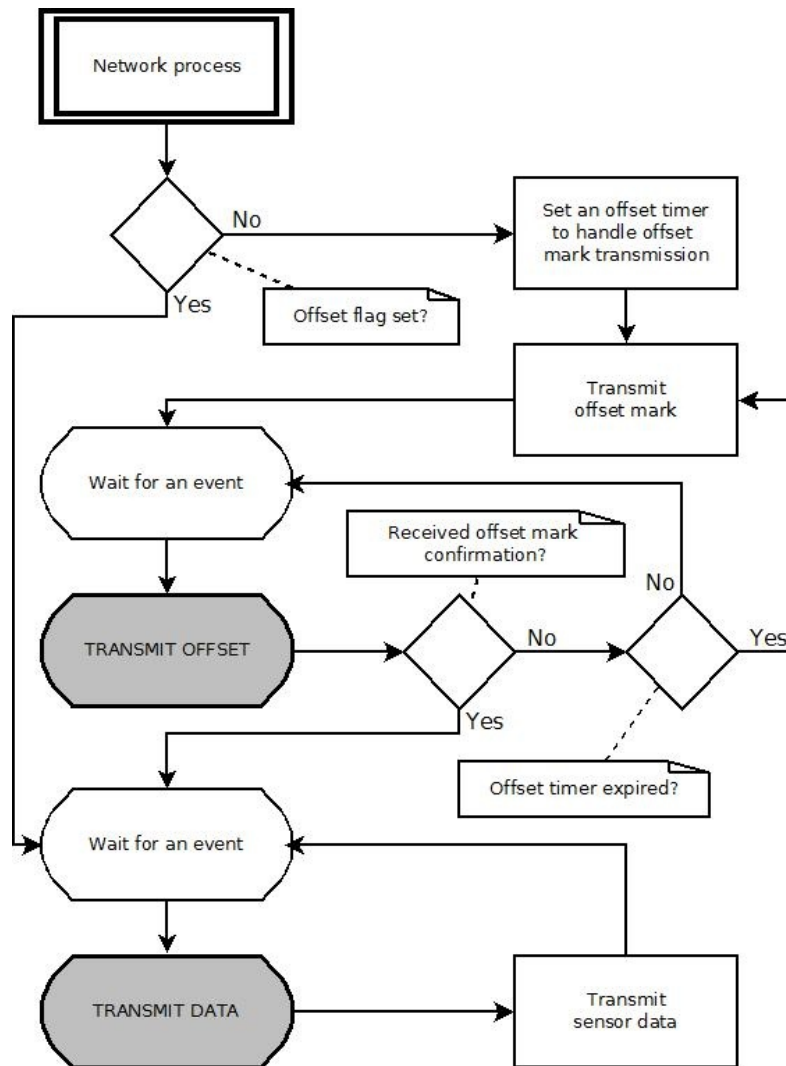 Network process
No
Set an offset timer
to handle offset
mark transmission
Yes
Offset flag set?
Transmit
offset mark
Wait for an event
Received offset mark
confirmation?
No
TRANSMIT OFFSET
No
Yes
Yes
Offset timer expired?
Wait for an event
TRANSMIT DATA
Transmit
sensor data